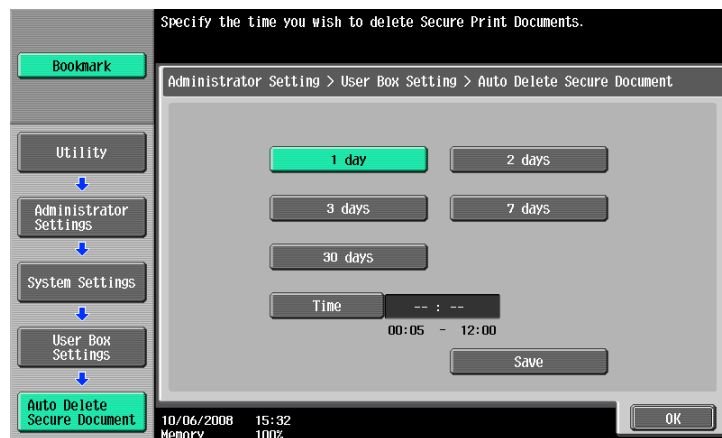 Specify the time you wish to delete Secure Print Documents.
Bookmark
Administrator Setting > User Box Setting > Auto Delete Secure Document
Utility
Administrator
Settings
System Settings
User Box
Settings
Auto Delete
Secure Document
1 day
2 days
3 days
7 days
30 days
Time
-- : --
00:05 - 12:00
Save
10/06/2008 15:32
Memory 100%
OK